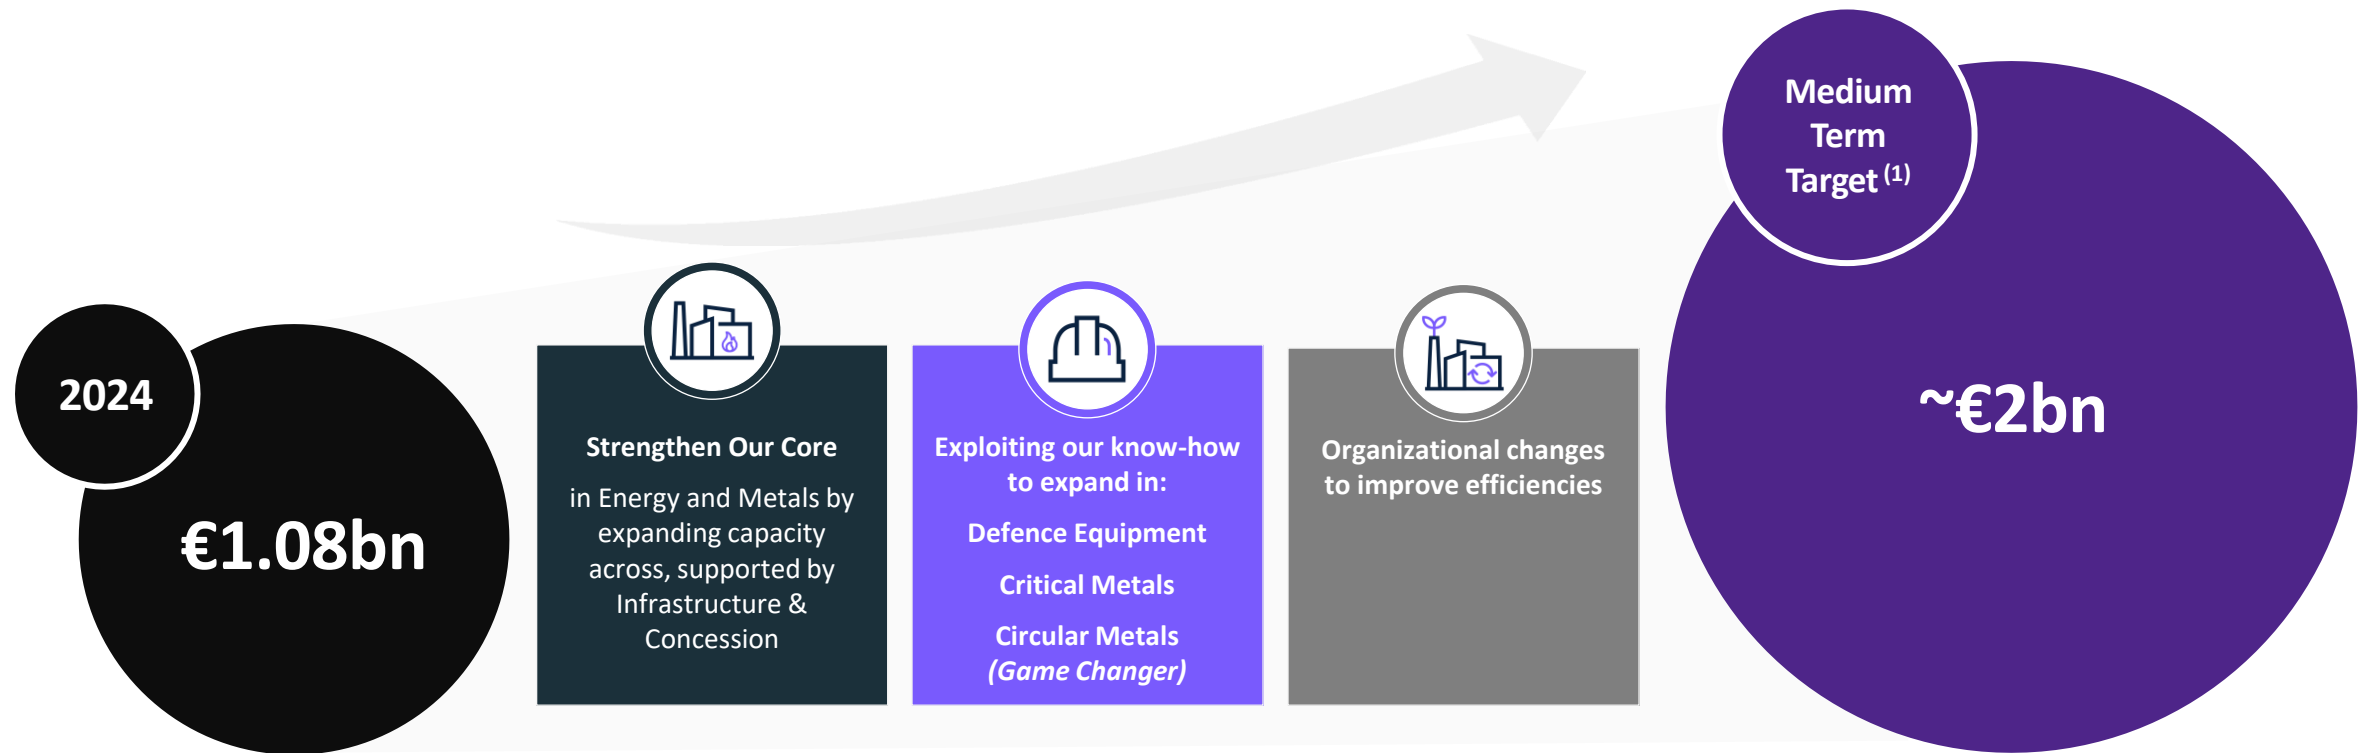 2024
€1.08bn
Strengthen Our Core
in Energy and Metals by
expanding capacity
across, supported by
Infrastructure &
Concession
Exploiting our know-how
to expand in:
Defence Equipment
Critical Metals
Circular Metals
(Game Changer)
Organizational changes
to improve efficiencies
Medium
Term
Target (1)
~€2bn